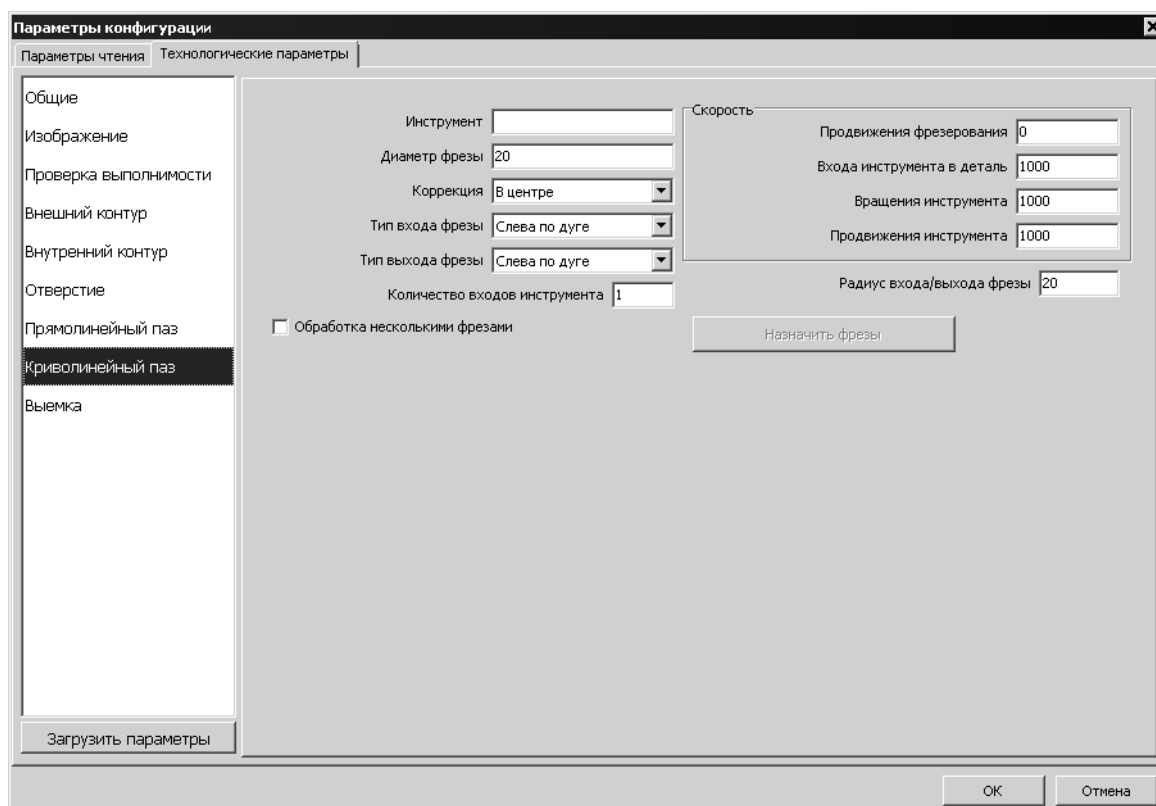 Параметры конфигурации
Параметры чтения
Технологические параметры
Общие
Изображение
Проверка выполнимости
Внешний контур
Внутренний контур
Отверстие
Прямолинейный паз
Криволинейный паз
Выемка
Загрузить параметры
Инструмент
Диаметр фрезы 20
Коррекция В центре
Тип входа фрезы Слева по дуге
Тип выхода фрезы Слева по дуге
Количество входов инструмента 1
Обработка несколькими фрезами
Скорость
Продвижения фрезерования 0
Входа инструмента в деталь 1000
Вращения инструмента 1000
Продвижения инструмента 1000
Радиус входа/выхода фрезы 20
Назначить фрезы
ОК
Отмена